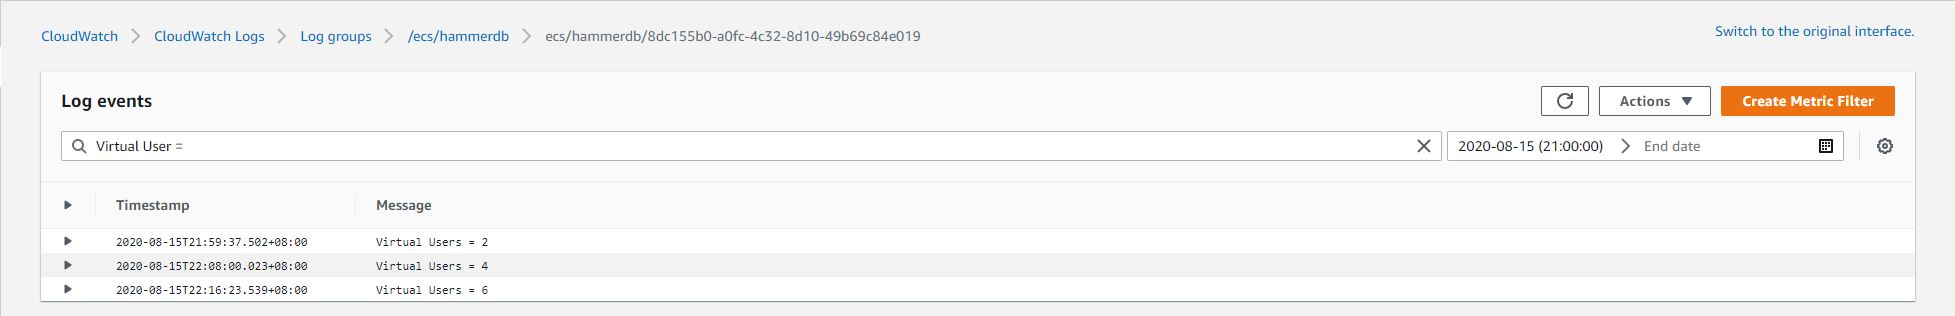 CloudWatch CloudWatch Logs Log groups /ecs/hammerdb ecs/hammerdb/8dc155b0-a0fc-4c32-8d10-49b69c84e019
Switch to the original interface.
Log events
Actions
Create Metric Filter
Virtual User =
2020-08-15 (21:00:00) End date
Timestamp Message
2020-08-15T21:59:37.502+08:00 Virtual Users = 2
2020-08-15T22:08:00.023+08:00 Virtual Users = 4
2020-08-15T22:16:23.539+08:00 Virtual Users = 6